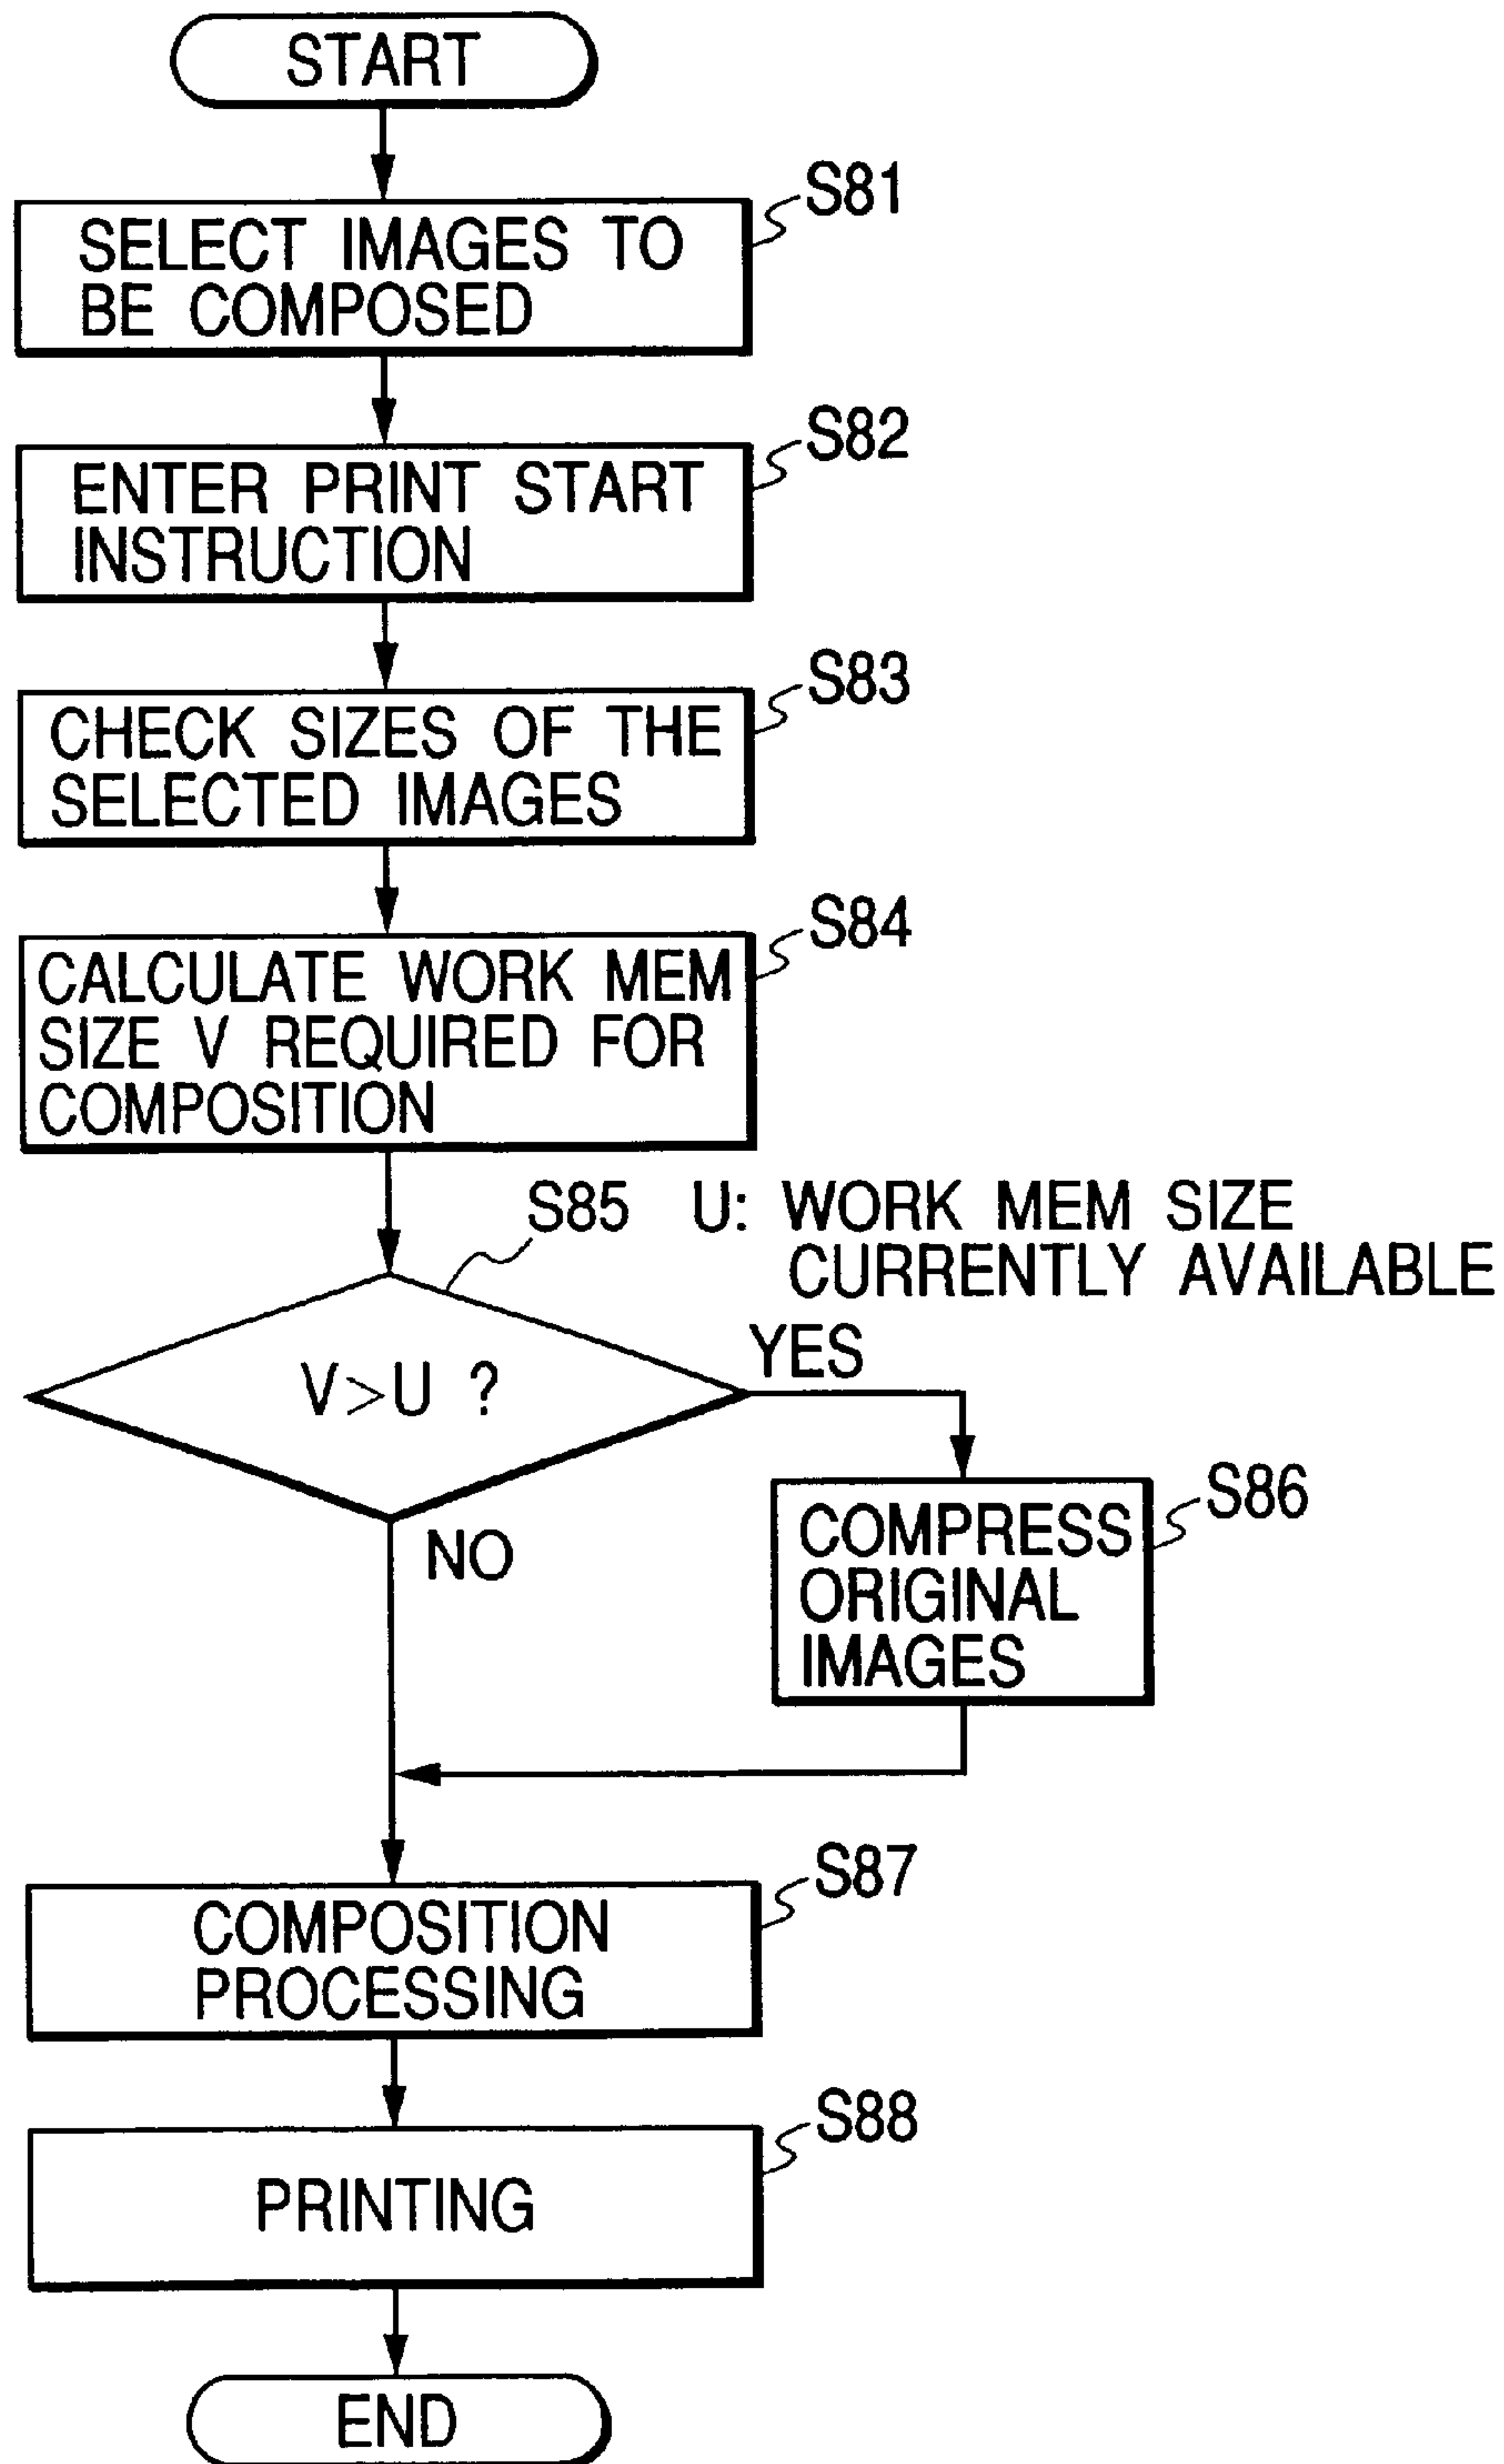 START
S81
SELECT IMAGES TO
BE COMPOSED
S82
ENTER PRINT START
INSTRUCTION
S83
CHECK SIZES OF THE
SELECTED IMAGES
S84
CALCULATE WORK MEM
SIZE V REQUIRED FOR
COMPOSITION
S85
U: WORK MEM SIZE
CURRENTLY AVAILABLE
V>U ?
YES
NO
S86
COMPRESS
ORIGINAL
IMAGES
S87
COMPOSITION
PROCESSING
S88
PRINTING
END